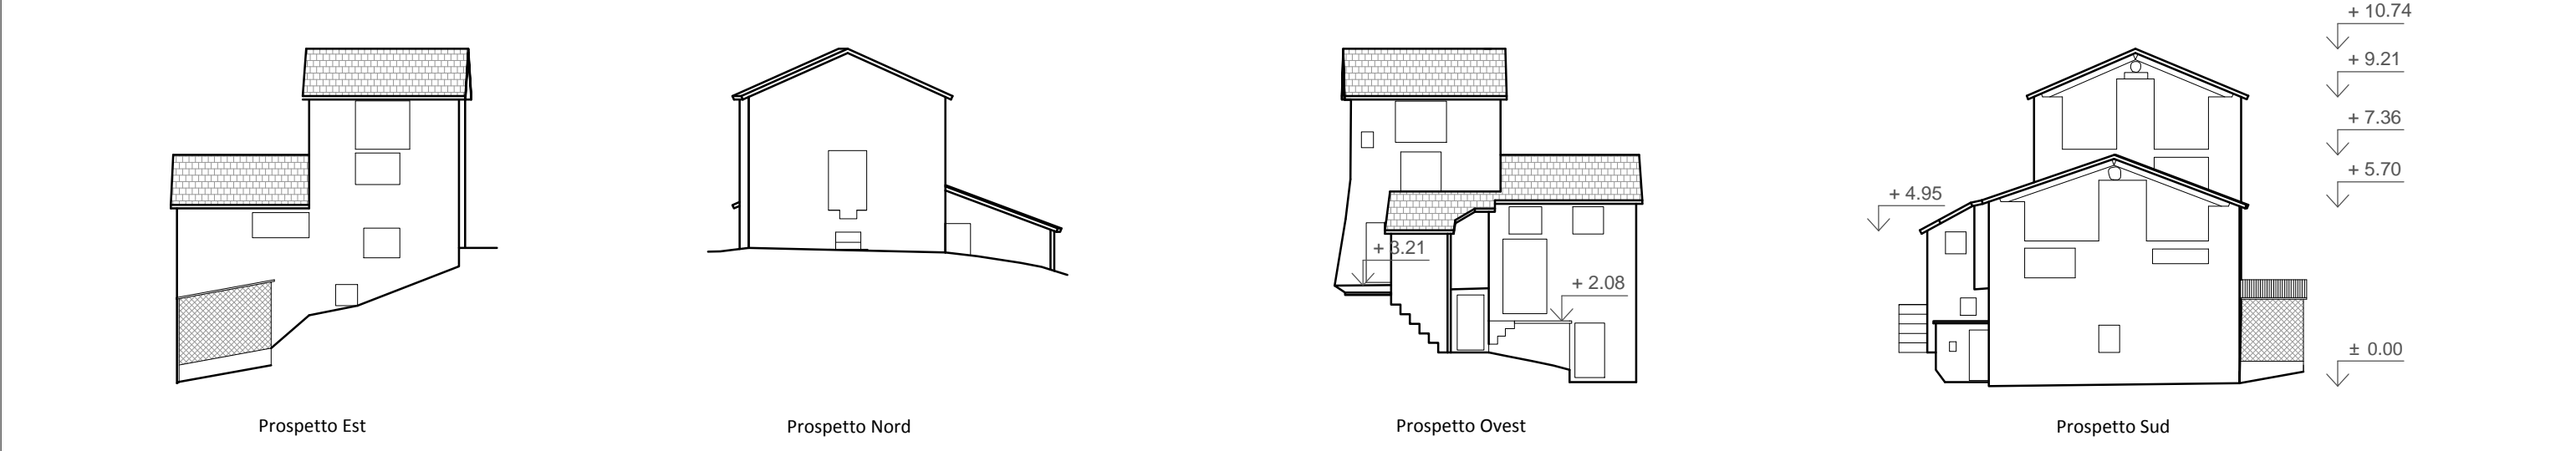 + 10.74
+ 9.21
+ 7.36
+ 5.70
+ 4.95
+ 3.21
+ 2.08
± 0.00
Prospetto Est
Prospetto Nord
Prospetto Ovest
Prospetto Sud